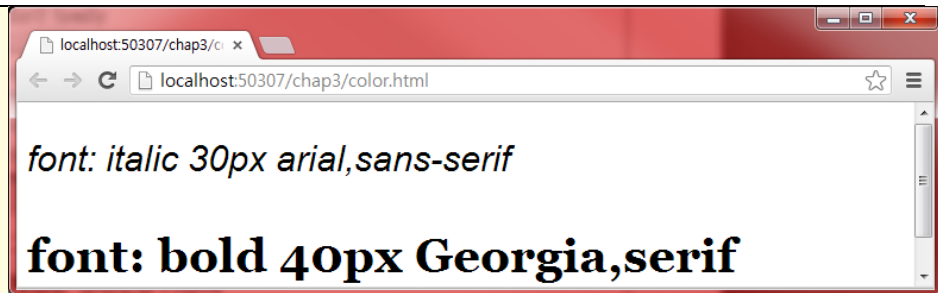 localhost:50307/chap3/co
localhost:50307/chap3/color.html
font: italic 30px arial,sans-serif
font: bold 40px Georgia,serif